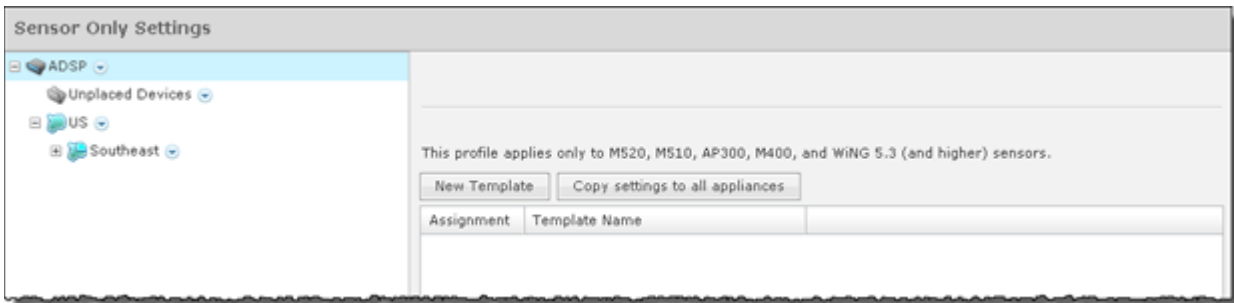 Sensor Only Settings
ADSP
Unplaced Devices
US
Southeast
This profile applies only to M520, M510, AP300, M400, and WiNG 5.3 (and higher) sensors.
New Template Copy settings to all appliances
Assignment Template Name